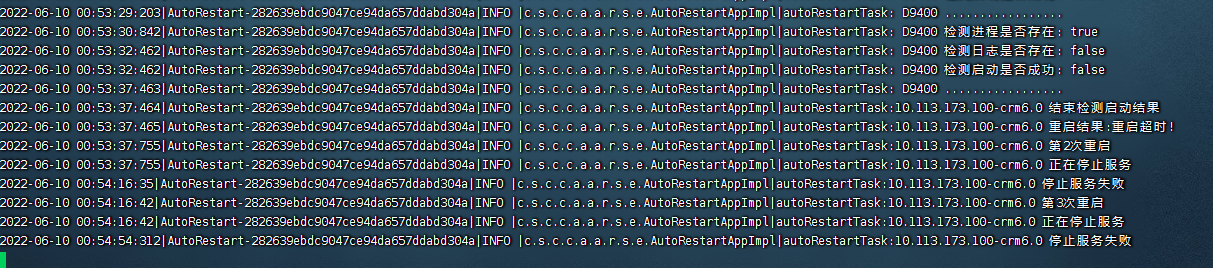 2022-06-10 00:53:29:203|AutoRestart-282639ebdc9047ce94da657ddabd304a|INFO |c.s.c.c.a.a.r.s.e.AutoRestartAppImpl|autoRestartTask: D9400 .................
2022-06-10 00:53:30:842|AutoRestart-282639ebdc9047ce94da657ddabd304a|INFO |c.s.c.c.a.a.r.s.e.AutoRestartAppImpl|autoRestartTask: D9400 检测进程是否存在: true
2022-06-10 00:53:32:462|AutoRestart-282639ebdc9047ce94da657ddabd304a|INFO |c.s.c.c.a.a.r.s.e.AutoRestartAppImpl|autoRestartTask: D9400 检测日志是否存在: false
2022-06-10 00:53:32:462|AutoRestart-282639ebdc9047ce94da657ddabd304a|INFO |c.s.c.c.a.a.r.s.e.AutoRestartAppImpl|autoRestartTask: D9400 检测启动是否成功: false
2022-06-10 00:53:37:463|AutoRestart-282639ebdc9047ce94da657ddabd304a|INFO |c.s.c.c.a.a.r.s.e.AutoRestartAppImpl|autoRestartTask: D9400 .................
2022-06-10 00:53:37:464|AutoRestart-282639ebdc9047ce94da657ddabd304a|INFO |c.s.c.c.a.a.r.s.e.AutoRestartAppImpl|autoRestartTask:10.113.173.100-crm6.0 结束检测启动结果
2022-06-10 00:53:37:465|AutoRestart-282639ebdc9047ce94da657ddabd304a|INFO |c.s.c.c.a.a.r.s.e.AutoRestartAppImpl|autoRestartTask:10.113.173.100-crm6.0 重启结果:重启超时!
2022-06-10 00:53:37:755|AutoRestart-282639ebdc9047ce94da657ddabd304a|INFO |c.s.c.c.a.a.r.s.e.AutoRestartAppImpl|autoRestartTask:10.113.173.100-crm6.0 第2次重启
2022-06-10 00:53:37:755|AutoRestart-282639ebdc9047ce94da657ddabd304a|INFO |c.s.c.c.a.a.r.s.e.AutoRestartAppImpl|autoRestartTask:10.113.173.100-crm6.0 正在停止服务
2022-06-10 00:54:16:35|AutoRestart-282639ebdc9047ce94da657ddabd304a|INFO |c.s.c.c.a.a.r.s.e.AutoRestartAppImpl|autoRestartTask:10.113.173.100-crm6.0 停止服务失败
2022-06-10 00:54:16:42|AutoRestart-282639ebdc9047ce94da657ddabd304a|INFO |c.s.c.c.a.a.r.s.e.AutoRestartAppImpl|autoRestartTask:10.113.173.100-crm6.0 第3次重启
2022-06-10 00:54:16:42|AutoRestart-282639ebdc9047ce94da657ddabd304a|INFO |c.s.c.c.a.a.r.s.e.AutoRestartAppImpl|autoRestartTask:10.113.173.100-crm6.0 正在停止服务
2022-06-10 00:54:54:312|AutoRestart-282639ebdc9047ce94da657ddabd304a|INFO |c.s.c.c.a.a.r.s.e.AutoRestartAppImpl|autoRestartTask:10.113.173.100-crm6.0 停止服务失败